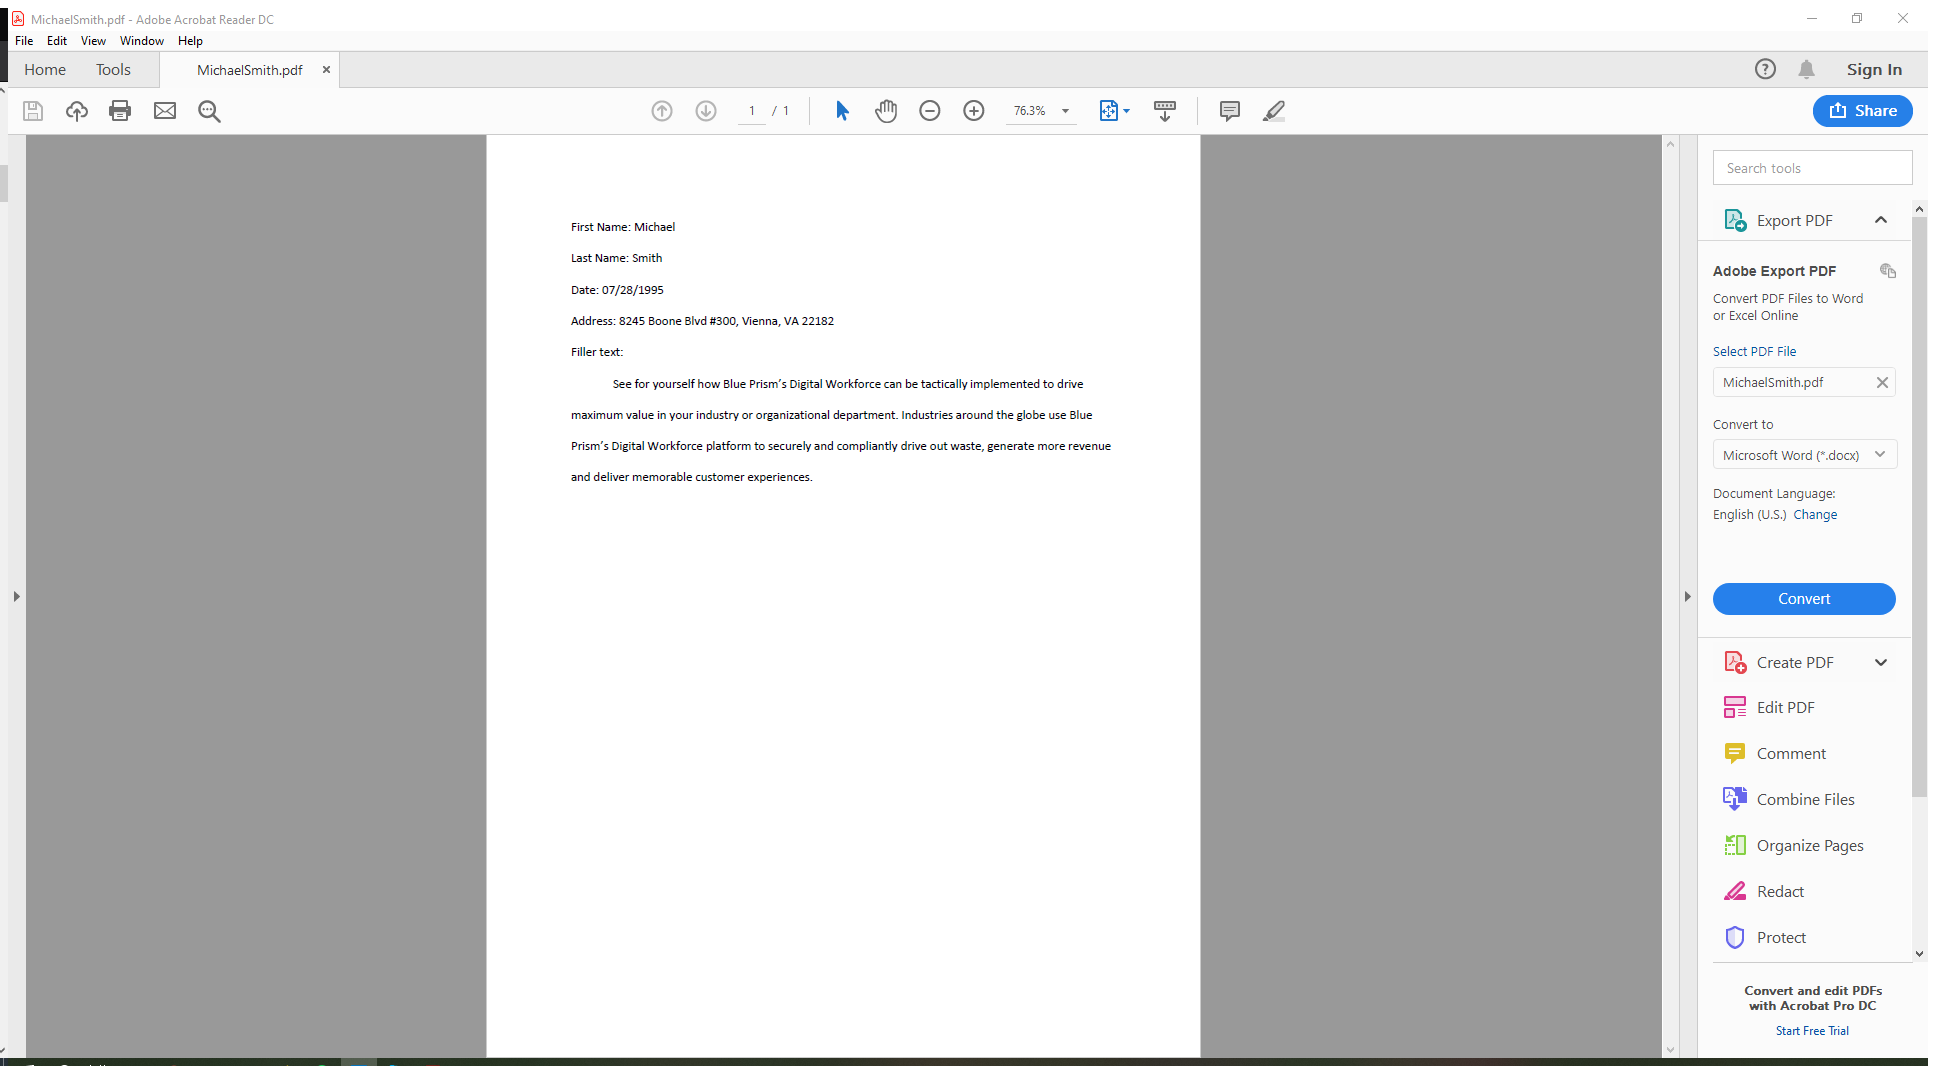 MichaelSmith.pdf - Adobe Acrobat Reader DC
File Edit View Window Help
Home Tools MichaelSmith.pdf Sign In
1 / 1 76.3% Share
First Name: Michael
Last Name: Smith
Date: 07/28/1995
Address: 8245 Boone Blvd #300, Vienna, VA 22182
Filler text:
See for yourself how Blue Prism’s Digital Workforce can be tactically implemented to drive
maximum value in your industry or organizational department. Industries around the globe use Blue
Prism’s Digital Workforce platform to securely and compliantly drive out waste, generate more revenue
and deliver memorable customer experiences.
Search tools
Export PDF
Adobe Export PDF
Convert PDF Files to Word
or Excel Online
Select PDF File
MichaelSmith.pdf
Convert to
Microsoft Word (*.docx)
Document Language:
English (U.S.) Change
Convert
Create PDF
Edit PDF
Comment
Combine Files
Organize Pages
Redact
Protect
Convert and edit PDFs
with Acrobat Pro DC
Start Free Trial